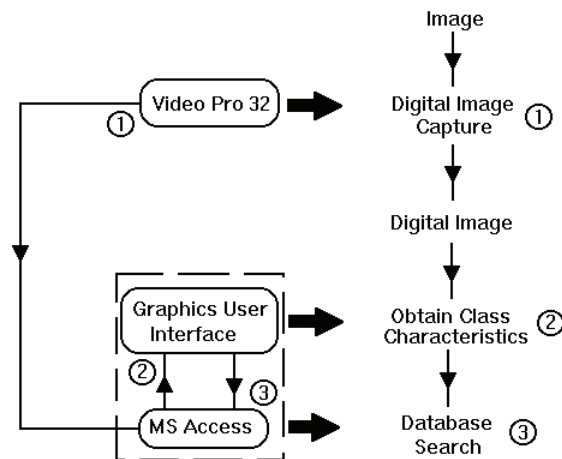 Image
Video Pro 32
Digital Image
Capture
1
1
Digital Image
Graphics User
Interface
Obtain Class
Characteristics
2
2
3
MS Access
Database
Search
3